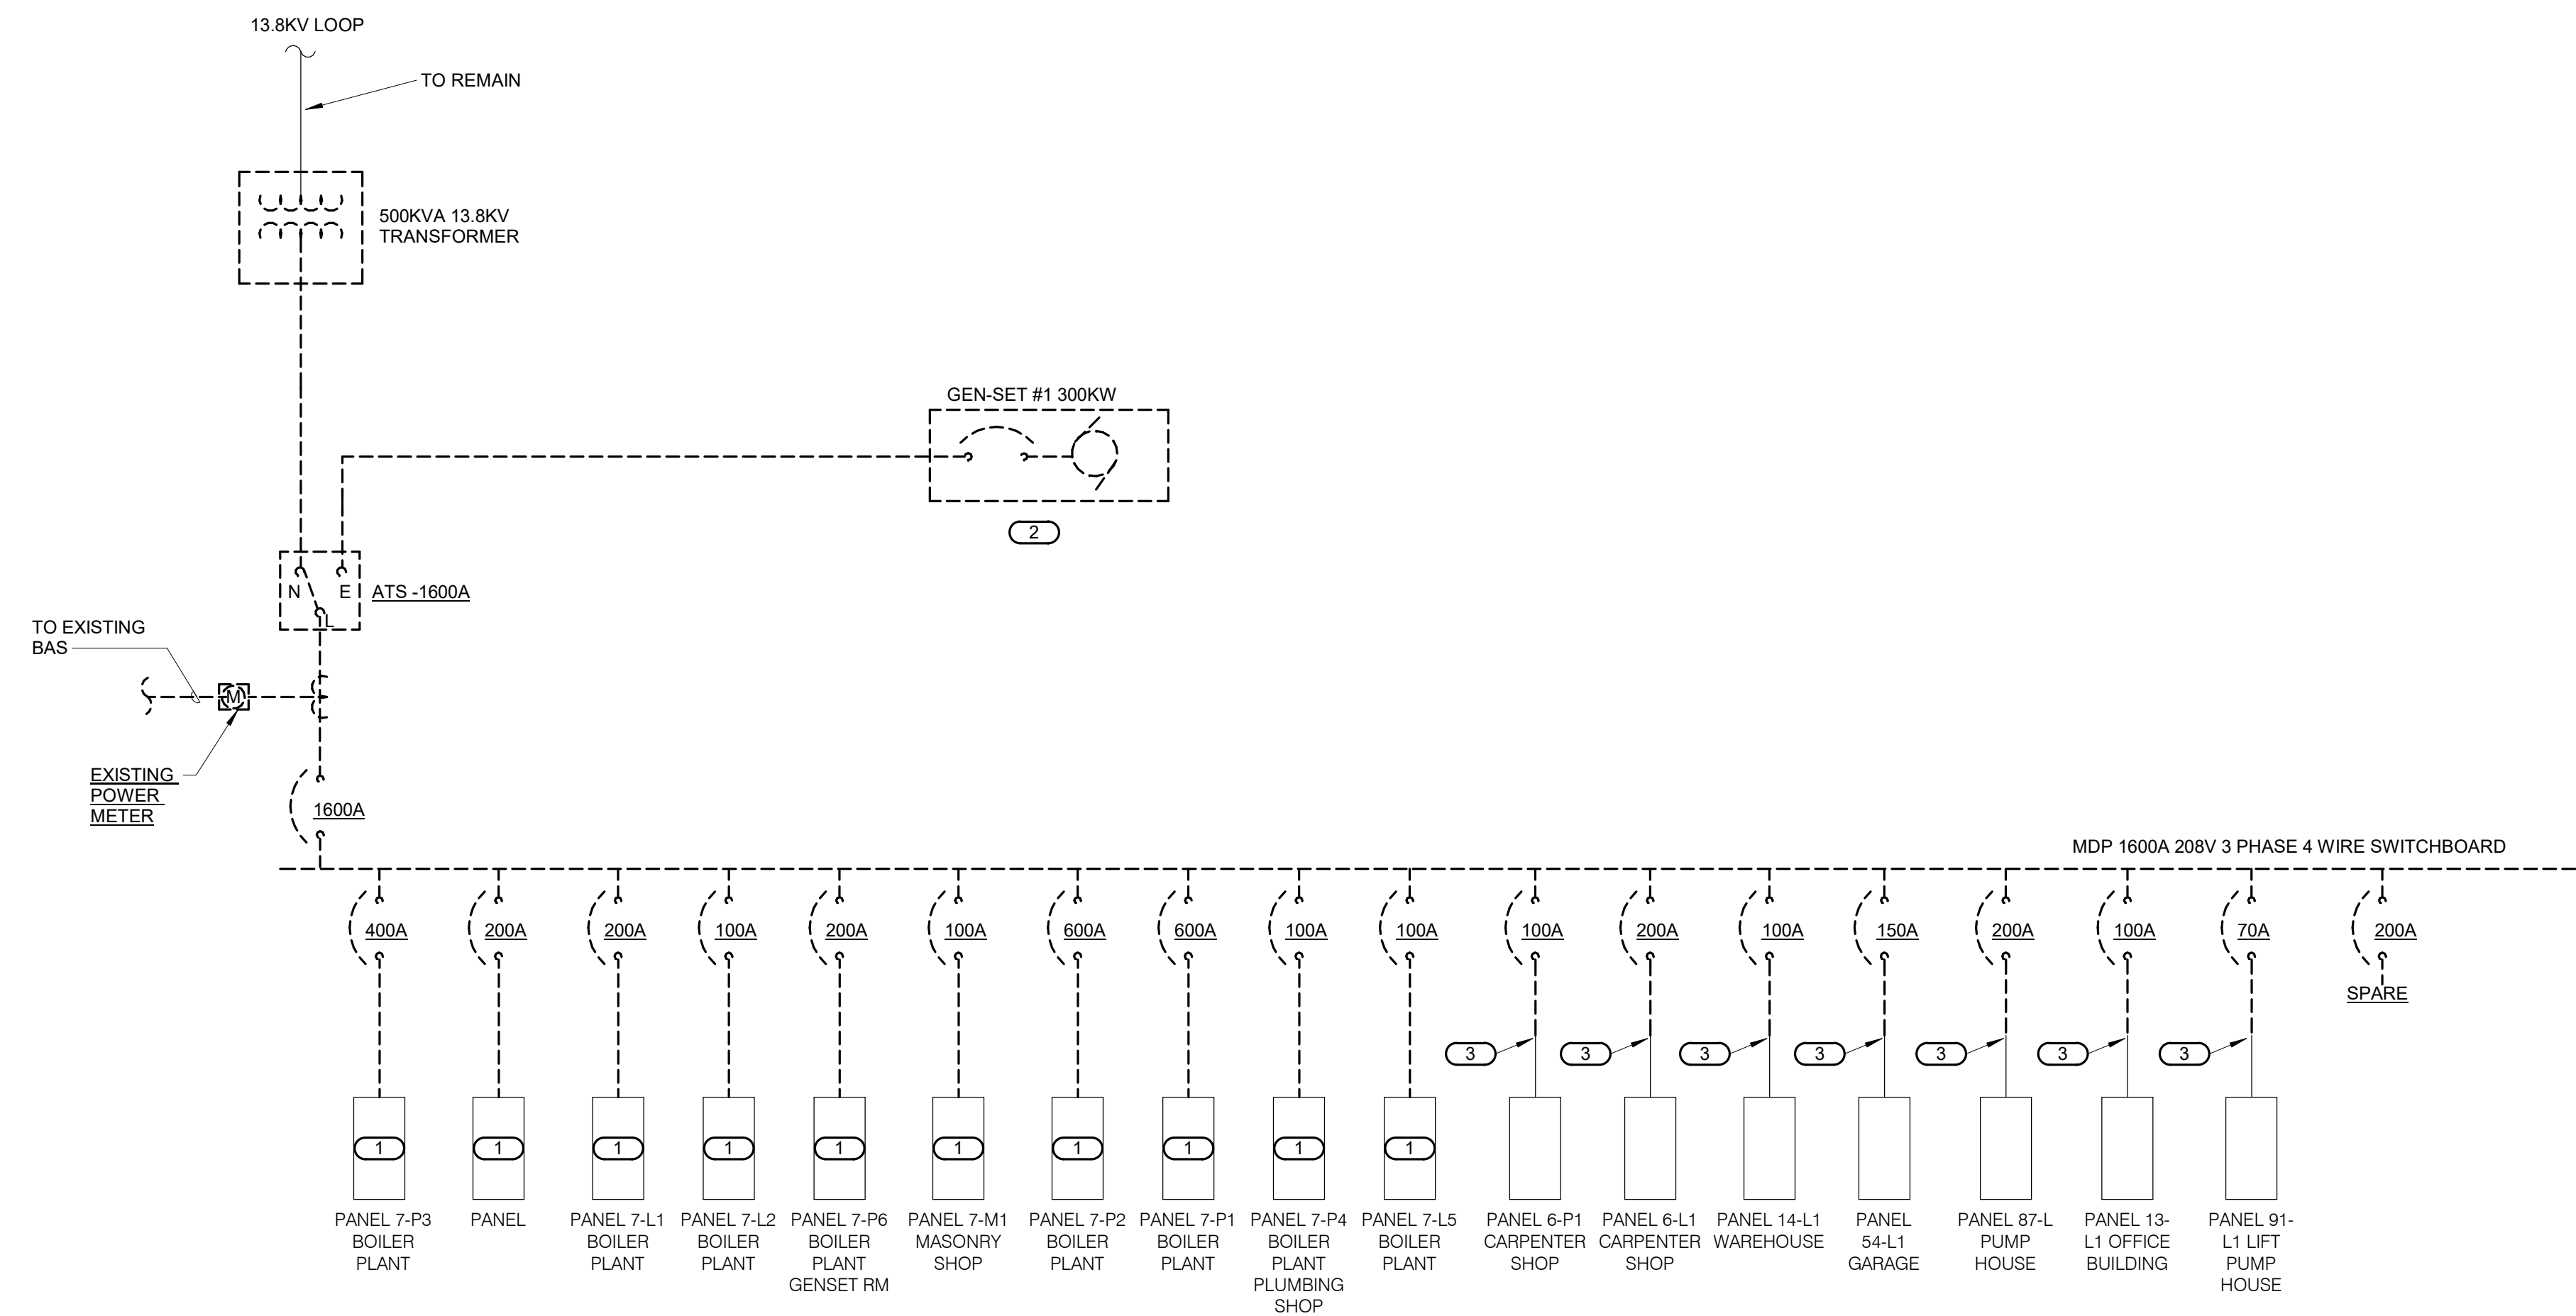 13.8KV LOOP
TO REMAIN
500KVA 13.8KV
TRANSFORMER
GEN-SET #1 300KW
2
N
E
L
ATS -1600A
TO EXISTING
BAS
M
EXISTING
POWER
METER
1600A
MDP 1600A 208V 3 PHASE 4 WIRE SWITCHBOARD
400A
200A
200A
100A
200A
100A
600A
600A
100A
100A
100A
200A
100A
150A
200A
100A
70A
200A
SPARE
3
3
3
3
3
3
3
1
1
1
1
1
1
1
1
1
1
PANEL 7-P3
BOILER
PLANT
PANEL
PANEL 7-L1
BOILER
PLANT
PANEL 7-L2
BOILER
PLANT
PANEL 7-P6
BOILER
PLANT
GENSET RM
PANEL 7-M1
MASONRY
SHOP
PANEL 7-P2
BOILER
PLANT
PANEL 7-P1
BOILER
PLANT
PANEL 7-P4
BOILER
PLANT
PLUMBING
SHOP
PANEL 7-L5
BOILER
PLANT
PANEL 6-P1
CARPENTER
SHOP
PANEL 6-L1
CARPENTER
SHOP
PANEL 14-L1
WAREHOUSE
PANEL
54-L1
GARAGE
PANEL 87-L
PUMP
HOUSE
PANEL 13-
L1 OFFICE
BUILDING
PANEL 91-
L1 LIFT
PUMP
HOUSE